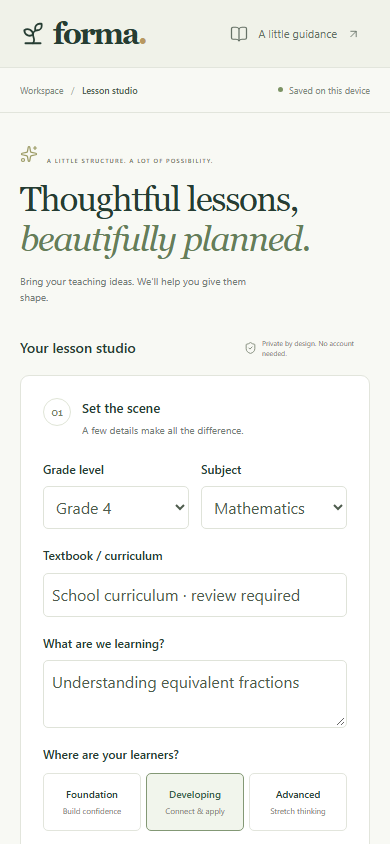 forma.
A little guidance
Workspace / Lesson studio
Saved on this device
A LITTLE STRUCTURE. A LOT OF POSSIBILITY.
Thoughtful lessons,
beautifully planned.
Bring your teaching ideas. We'll help you give them
shape.
Your lesson studio
Private by design. No account
needed.
01
Set the scene
A few details make all the difference.
Grade level
Subject
Grade 4
Mathematics
Textbook / curriculum
School curriculum · review required
What are we learning?
Understanding equivalent fractions
Where are your learners?
Foundation
Build confidence
Developing
Connect & apply
Advanced
Stretch thinking